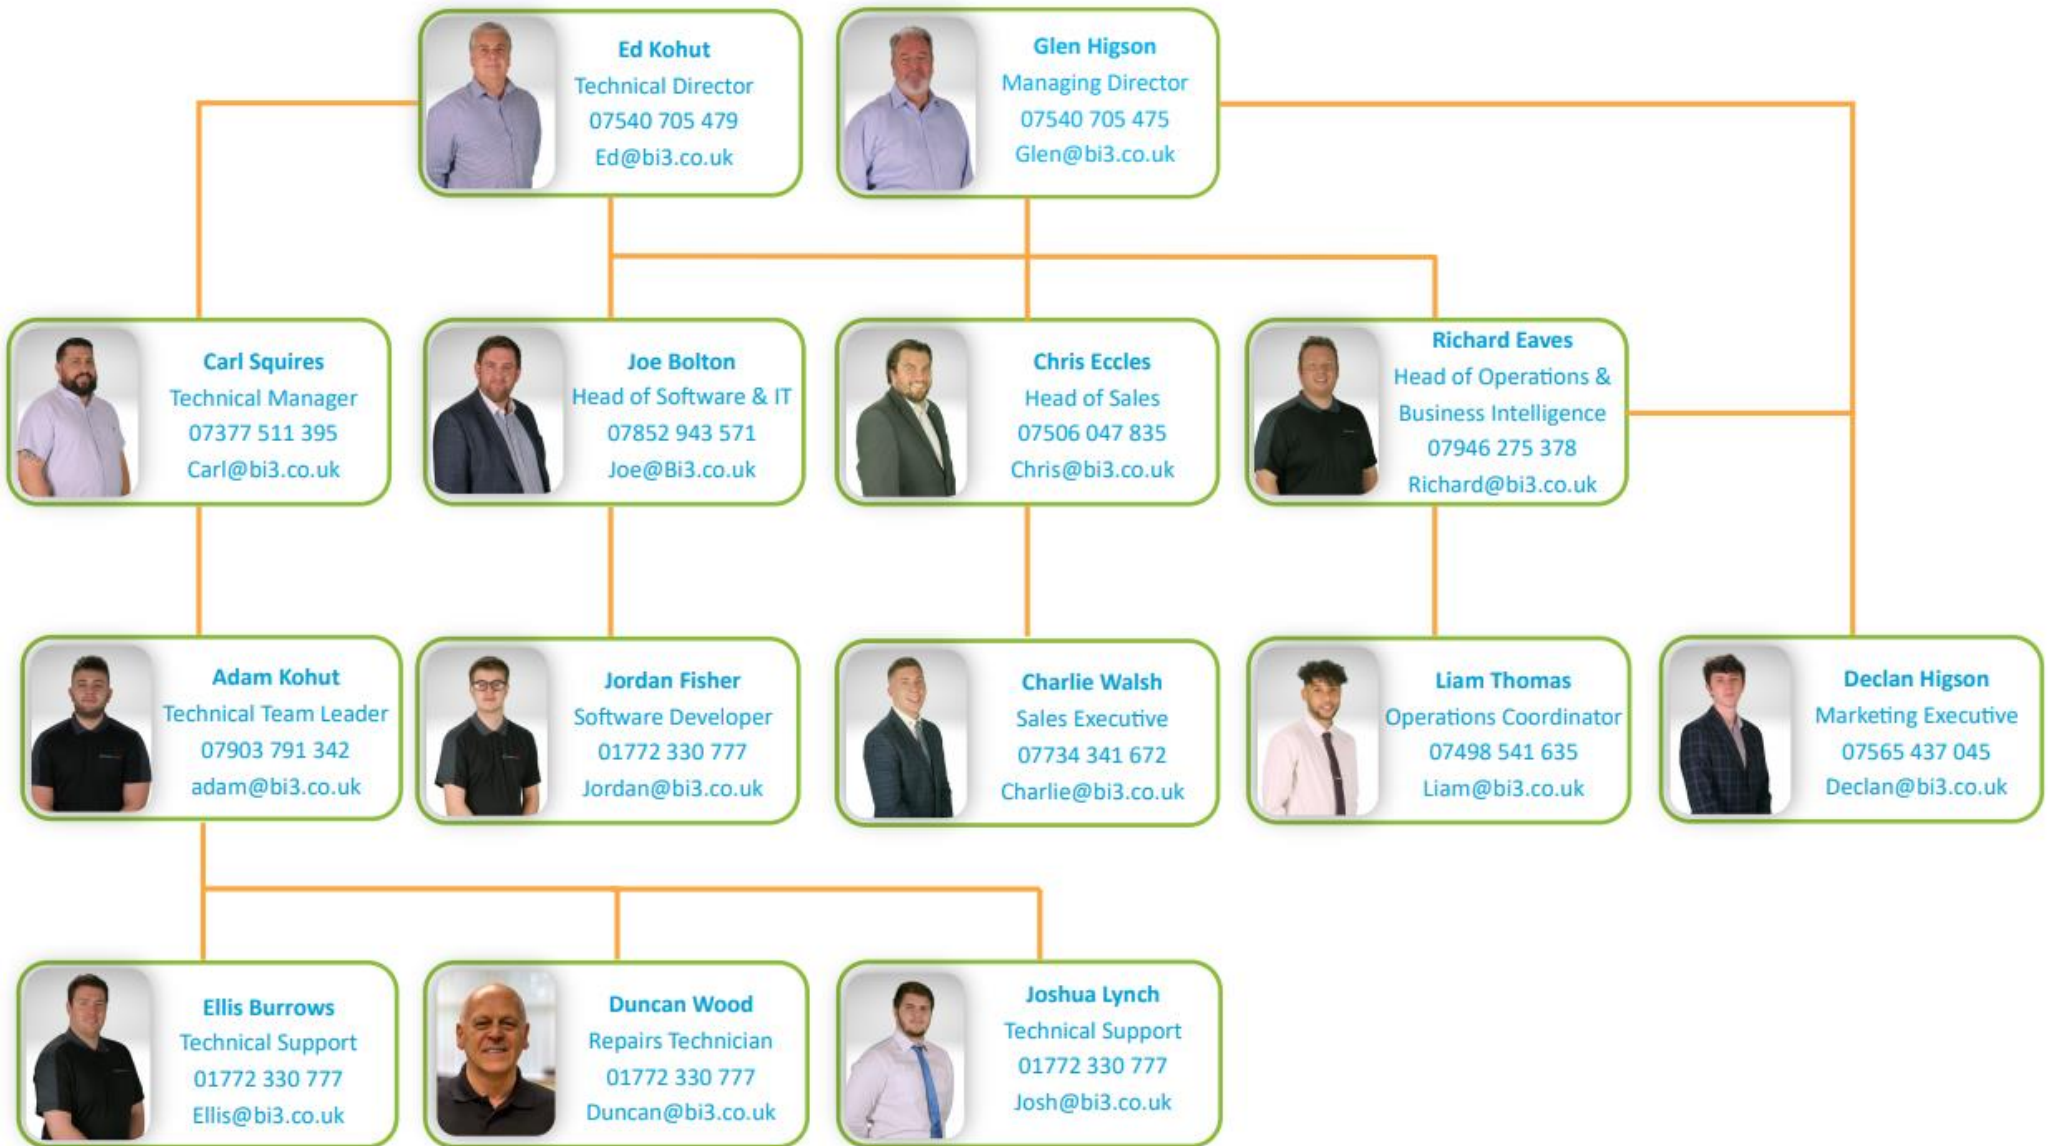 Ed Kohut
Technical Director
07540 705 479
Ed@bi3.co.uk
Glen Higson
Managing Director
07540 705 475
Glen@bi3.co.uk
Carl Squires
Technical Manager
07377 511 395
Carl@bi3.co.uk
Joe Bolton
Head of Software & IT
07852 943 571
Joe@Bi3.co.uk
Chris Eccles
Head of Sales
07506 047 835
Chris@bi3.co.uk
Richard Eaves
Head of Operations &
Business Intelligence
07946 275 378
Richard@bi3.co.uk
Adam Kohut
Technical Team Leader
07903 791 342
adam@bi3.co.uk
Jordan Fisher
Software Developer
01772 330 777
Jordan@bi3.co.uk
Charlie Walsh
Sales Executive
07734 341 672
Charlie@bi3.co.uk
Liam Thomas
Operations Coordinator
07498 541 635
Liam@bi3.co.uk
Declan Higson
Marketing Executive
07565 437 045
Declan@bi3.co.uk
Ellis Burrows
Technical Support
01772 330 777
Ellis@bi3.co.uk
Duncan Wood
Repairs Technician
01772 330 777
Duncan@bi3.co.uk
Joshua Lynch
Technical Support
01772 330 777
Josh@bi3.co.uk